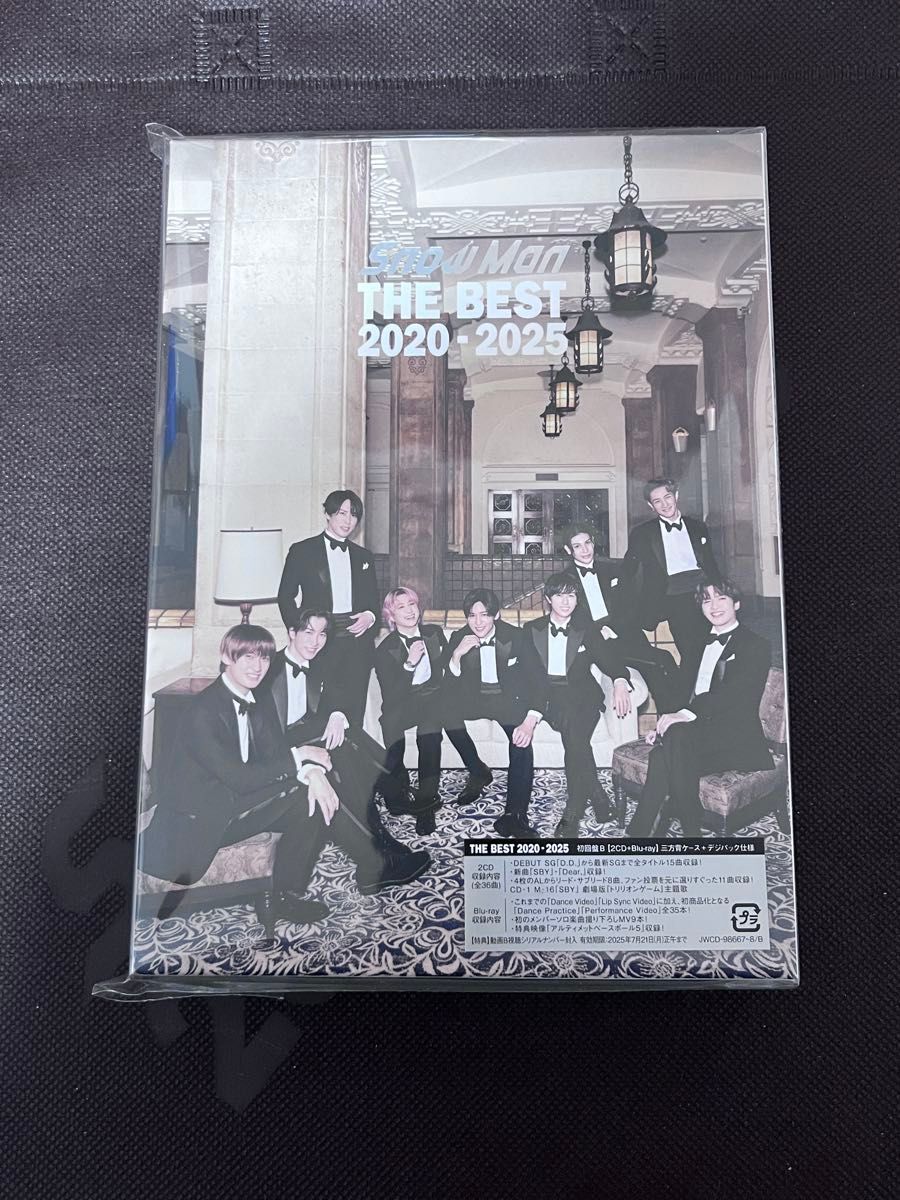 Snow Man
THE BEST
2020-2025
THE BEST 2020-2025 初回盤B【2CD+Blu-ray】三方背ケース+デジパック仕様
2CD
収録内容
(全36曲)
・DEBUT SG「D.D.」から最新SGまで全タイトル15曲収録!
・新曲「SBY」・「Dear,」収録!
・4枚のALからリード・サブリード8曲、ファン投票を元に選りすぐった11曲収録!
CD-1 M;16「SBY」 劇場版『トリリオンゲーム』主題歌
Blu-ray
収録内容
・これまでの「Dance Video」「Lip Sync Video」に加え、初商品化となる
「Dance Practice」「Performance Video」全35本!
・初のメンバーソロ楽曲撮り下ろしMV9本!
・特典映像「アルティメットベースボール5」収録!
【特典】動画B視聴シリアルナンバー封入 有効期限:2025年7月21日(月)正午まで
プラ
JWCD-98667~8/B